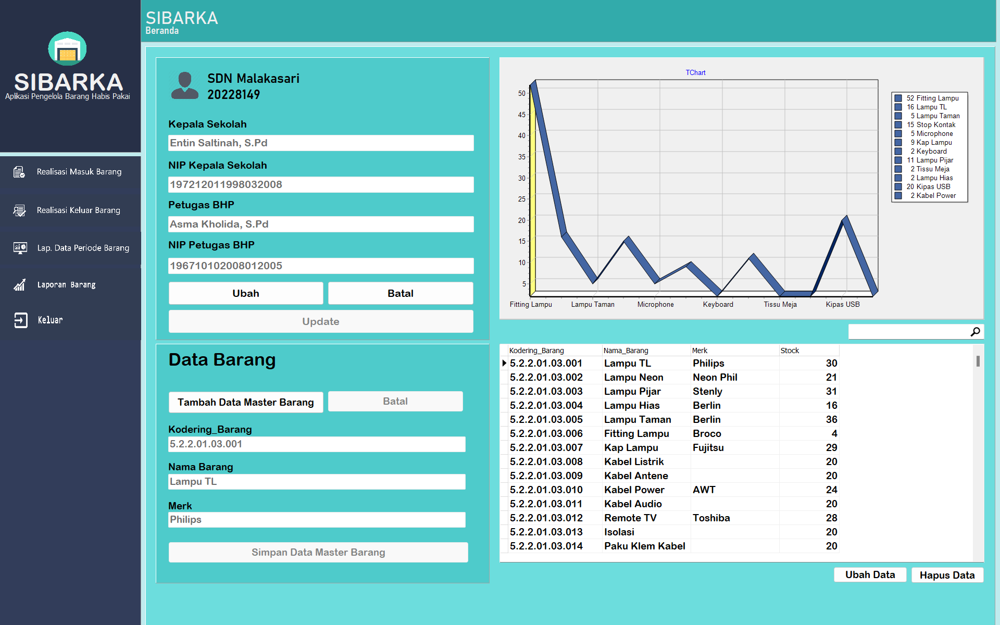 SIBARKA
Aplikasi Pengelola Barang Habis Pakai
Realisasi Masuk Barang
Realisasi Keluar Barang
Lap. Data Periode Barang
Laporan Barang
Keluar
SIBARKA
Beranda
SDN Malakasari
20228149
Kepala Sekolah
Entin Saltinah, S.Pd
NIP Kepala Sekolah
197212011998032008
Petugas BHP
Asma Kholida, S.Pd
NIP Petugas BHP
196710102008012005
Ubah Batal
Update
TChart
50
45
40
35
30
25
20
15
10
5
Fitting Lampu Lampu Taman Microphone Keyboard Tissu Meja Kipas USB
52 Fitting Lampu
16 Lampu TL
5 Lampu Taman
15 Stop Kontak
5 Microphone
9 Kap Lampu
2 Keyboard
11 Lampu Pijar
2 Tissu Meja
2 Lampu Hias
20 Kipas USB
2 Kabel Power
Data Barang
Tambah Data Master Barang Batal
Kodering_Barang
5.2.2.01.03.001
Nama Barang
Lampu TL
Merk
Philips
Simpan Data Master Barang
Kodering_Barang Nama_Barang Merk Stock
5.2.2.01.03.001 Lampu TL Philips 30
5.2.2.01.03.002 Lampu Neon Neon Phil 21
5.2.2.01.03.003 Lampu Pijar Stenly 31
5.2.2.01.03.004 Lampu Hias Berlin 16
5.2.2.01.03.005 Lampu Taman Berlin 36
5.2.2.01.03.006 Fitting Lampu Broco 4
5.2.2.01.03.007 Kap Lampu Fujitsu 29
5.2.2.01.03.008 Kabel Listrik 20
5.2.2.01.03.009 Kabel Antene 20
5.2.2.01.03.010 Kabel Power AWT 24
5.2.2.01.03.011 Kabel Audio 20
5.2.2.01.03.012 Remote TV Toshiba 28
5.2.2.01.03.013 Isolasi 20
5.2.2.01.03.014 Paku Klem Kabel 20
Ubah Data Hapus Data